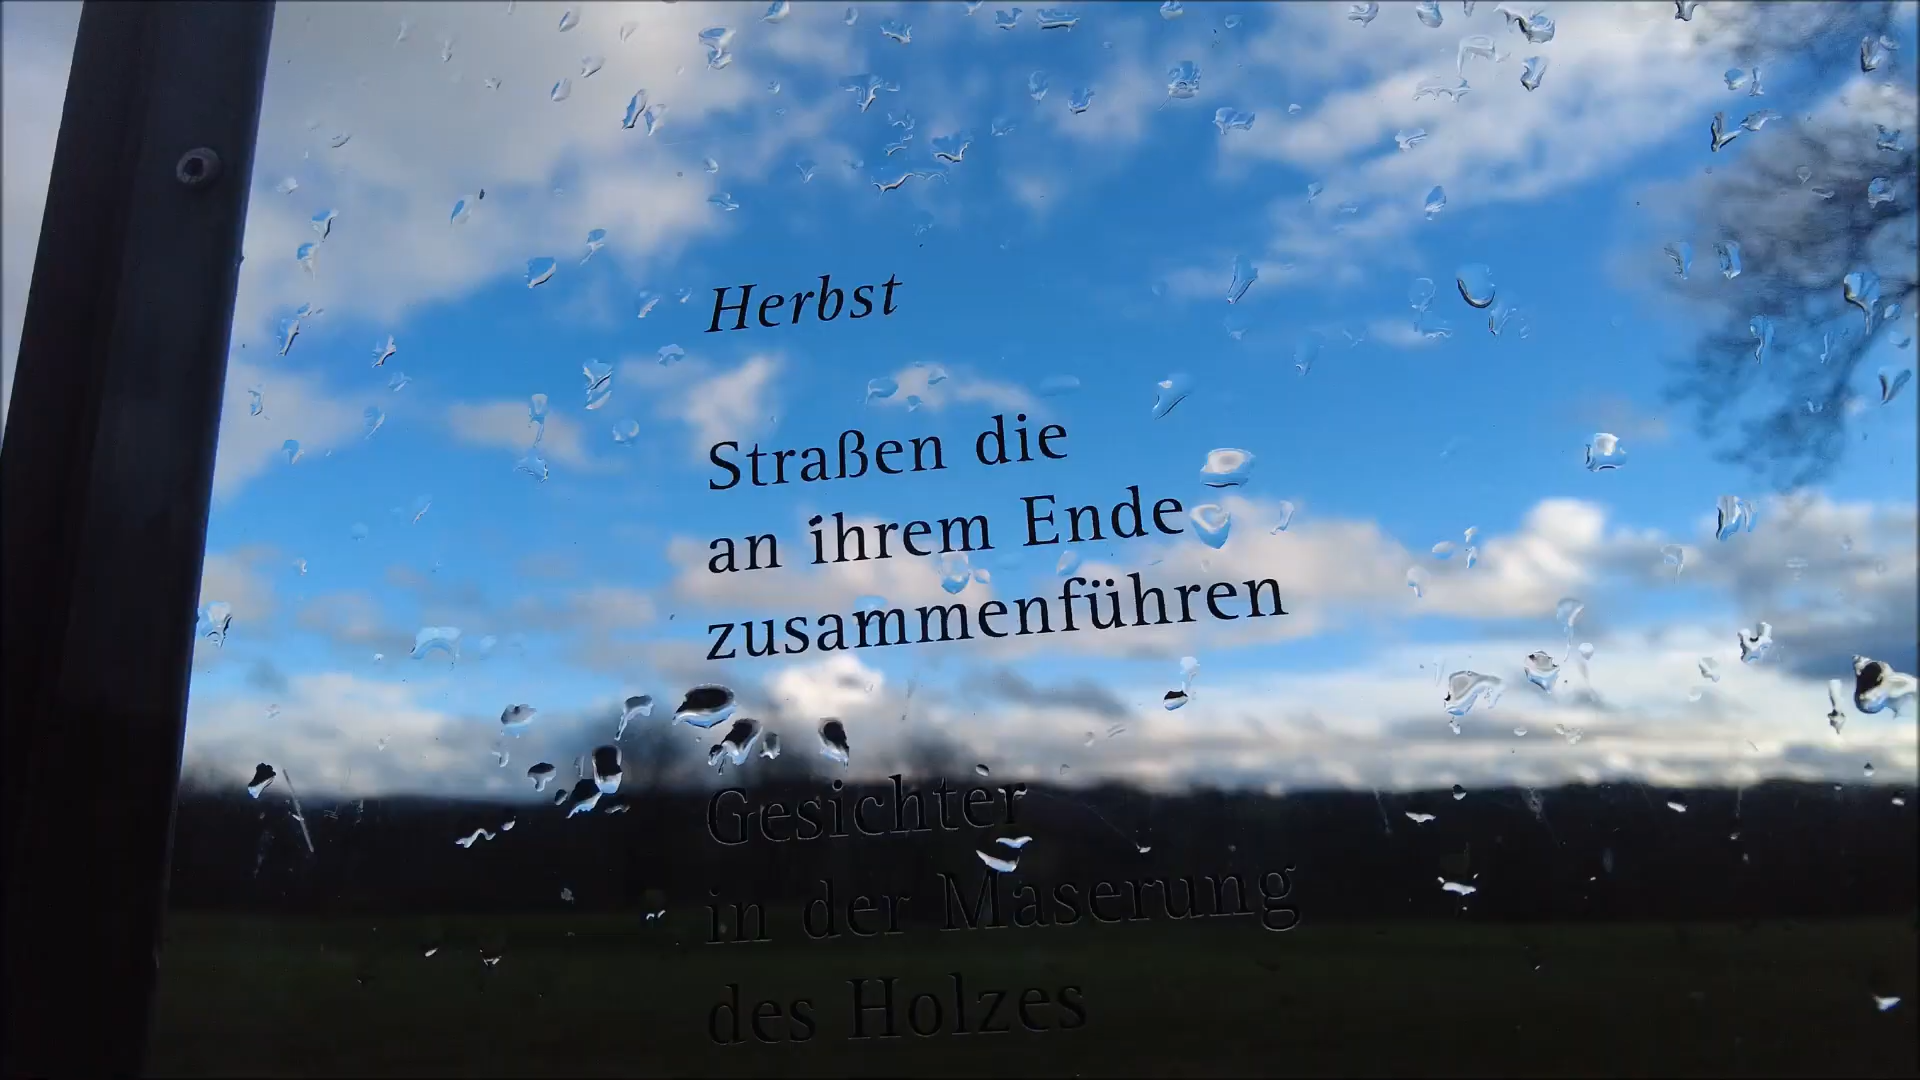 Herbst
Straßen die
an ihrem Ende
zusammenführen
Gesichter
in der Maserung
des Holzes